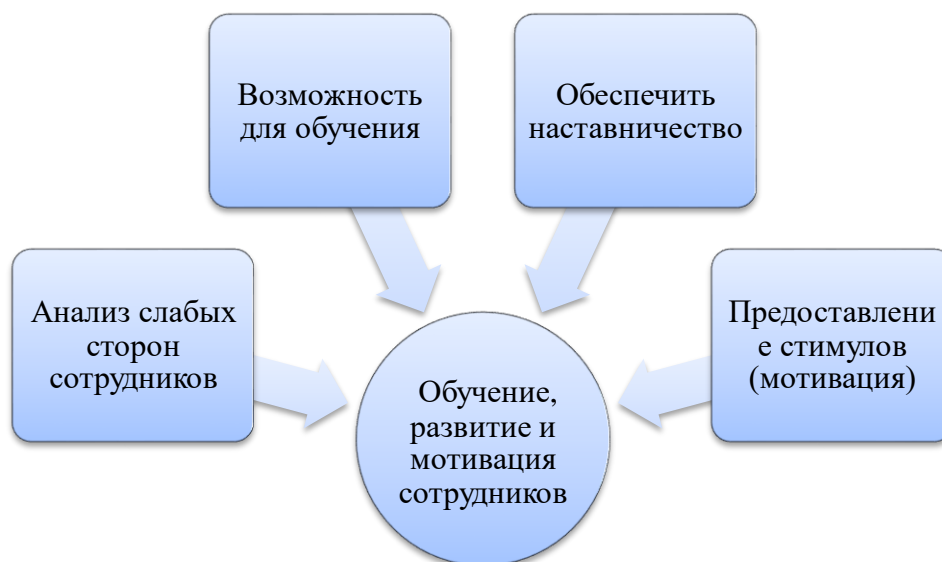 Возможность
для обучения
Обеспечить
наставничество
Анализ слабых
сторон
сотрудников
Предоставлени
е стимулов
(мотивация)
Обучение,
развитие и
мотивация
сотрудников